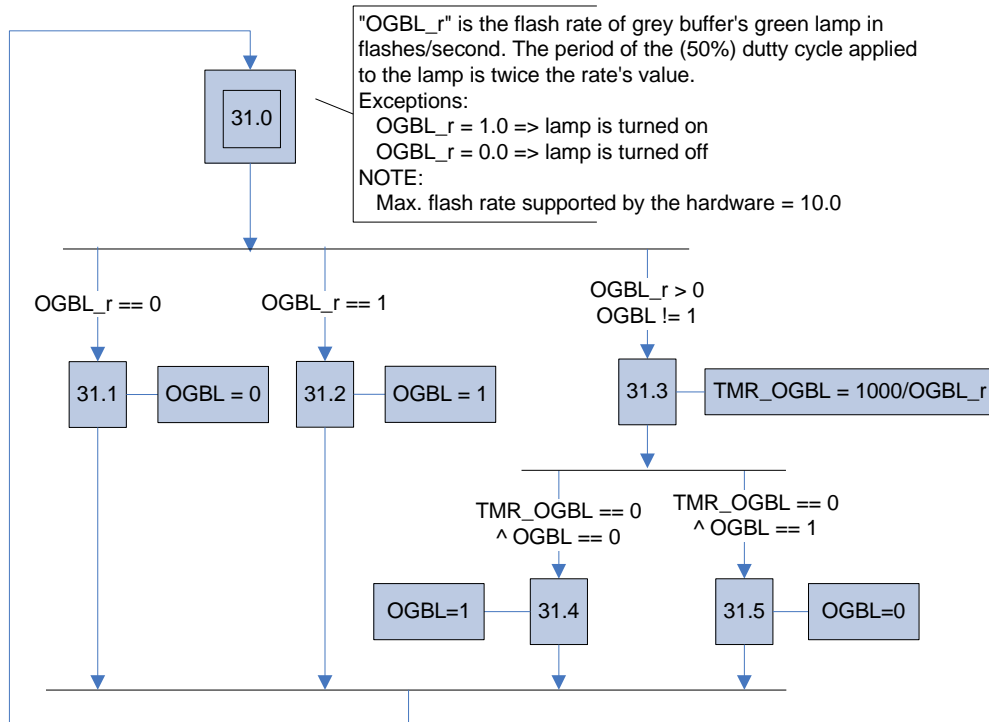 "OGBL_r" is the flash rate of grey buffer's green lamp in
flashes/second. The period of the (50%) dutty cycle applied
to the lamp is twice the rate's value.
Exceptions:
OGBL_r = 1.0 => lamp is turned on
OGBL_r = 0.0 => lamp is turned off
NOTE:
Max. flash rate supported by the hardware = 10.0
31.0
OGBL_r == 0
OGBL_r == 1
OGBL_r > 0
OGBL != 1
31.1
OGBL = 0
31.2
OGBL = 1
31.3
TMR_OGBL = 1000/OGBL_r
TMR_OGBL == 0
^ OGBL == 0
TMR_OGBL == 0
^ OGBL == 1
OGBL=1
31.4
31.5
OGBL=0